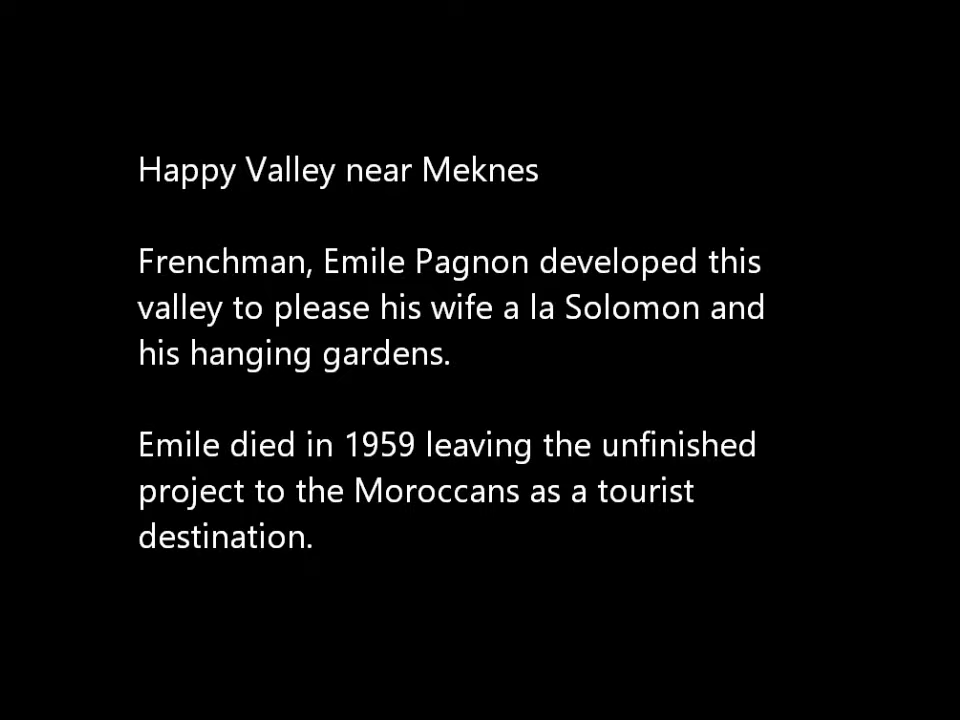 Happy Valley near Meknes
Frenchman, Emile Pagnon developed this
valley to please his wife a la Solomon and
his hanging gardens.
Emile died in 1959 leaving the unfinished
project to the Moroccans as a tourist
destination.